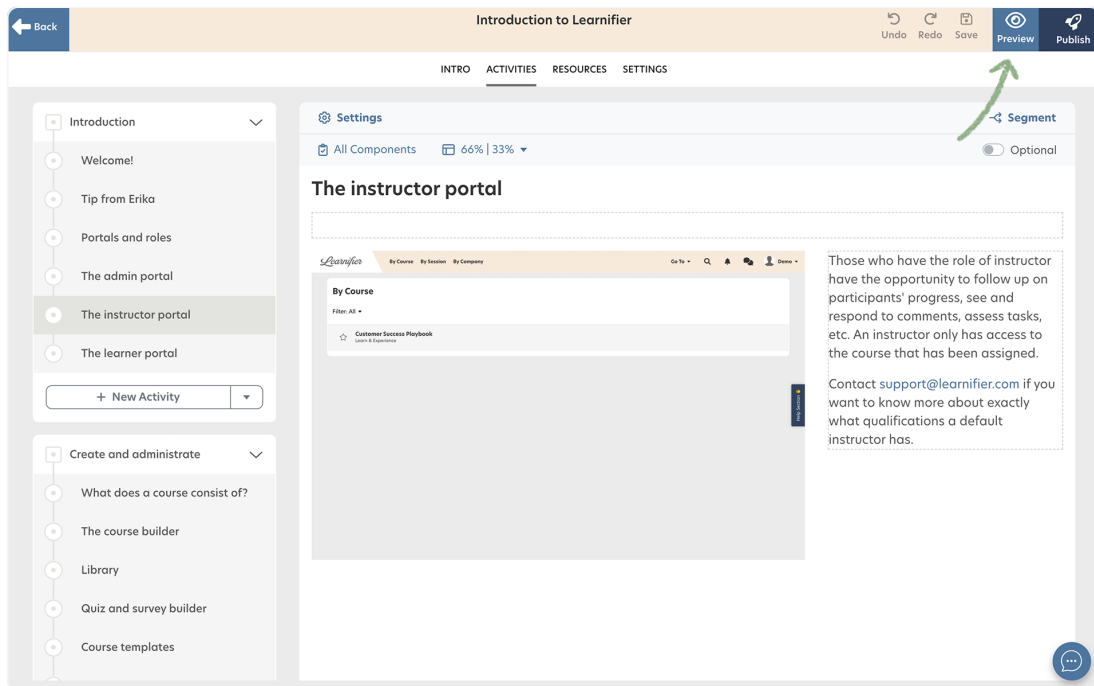 Back
Introduction to Learnifier
Undo
Redo
Save
Preview
Publish
INTRO
ACTIVITIES
RESOURCES
SETTINGS
Introduction
Welcome!
Tip from Erika
Portals and roles
The admin portal
The instructor portal
The learner portal
+ New Activity
Create and administrate
What does a course consist of?
The course builder
Library
Quiz and survey builder
Course templates
Settings
Segment
All Components
66% | 33%
Optional
The instructor portal
Learnifier
By Course
By Session
By Company
Go To
Demo
By Course
Filter: All
Customer Success Playbook
Learn & Experience
Help Section
Those who have the role of instructor
have the opportunity to follow up on
participants' progress, see and
respond to comments, assess tasks,
etc. An instructor only has access to
the course that has been assigned.
Contact support@learnifier.com if you
want to know more about exactly
what qualifications a default
instructor has.